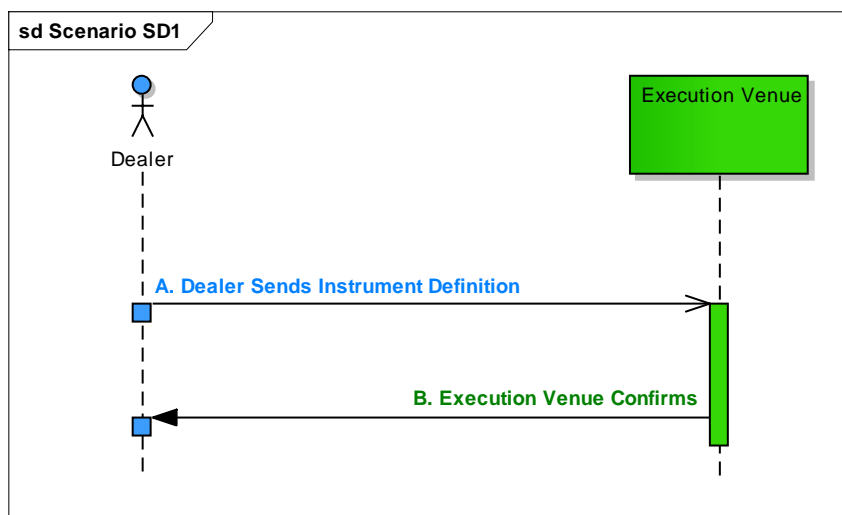 sd Scenario SD1
Execution Venue
Dealer
A. Dealer Sends Instrument Definition
B. Execution Venue Confirms